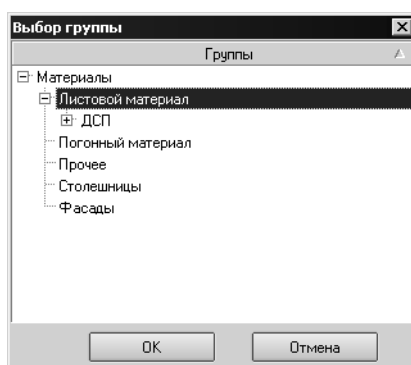 Выбор группы
Группы
Материалы
Листовой материал
ДСП
Погонный материал
Прочее
Столешницы
Фасады
OK Отмена